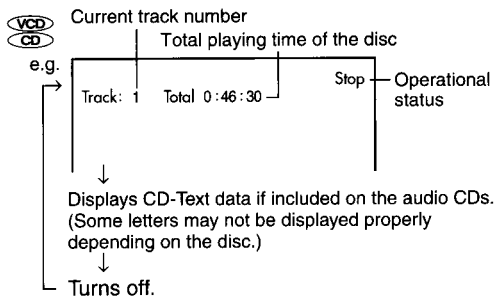 VCD
CD
Current track number
Total playing time of the disc
e.g.
Track: 1 Total 0:46:30
Stop
Operational
status
Displays CD-Text data if included on the audio CDs.
(Some letters may not be displayed properly
depending on the disc.)
Turns off.